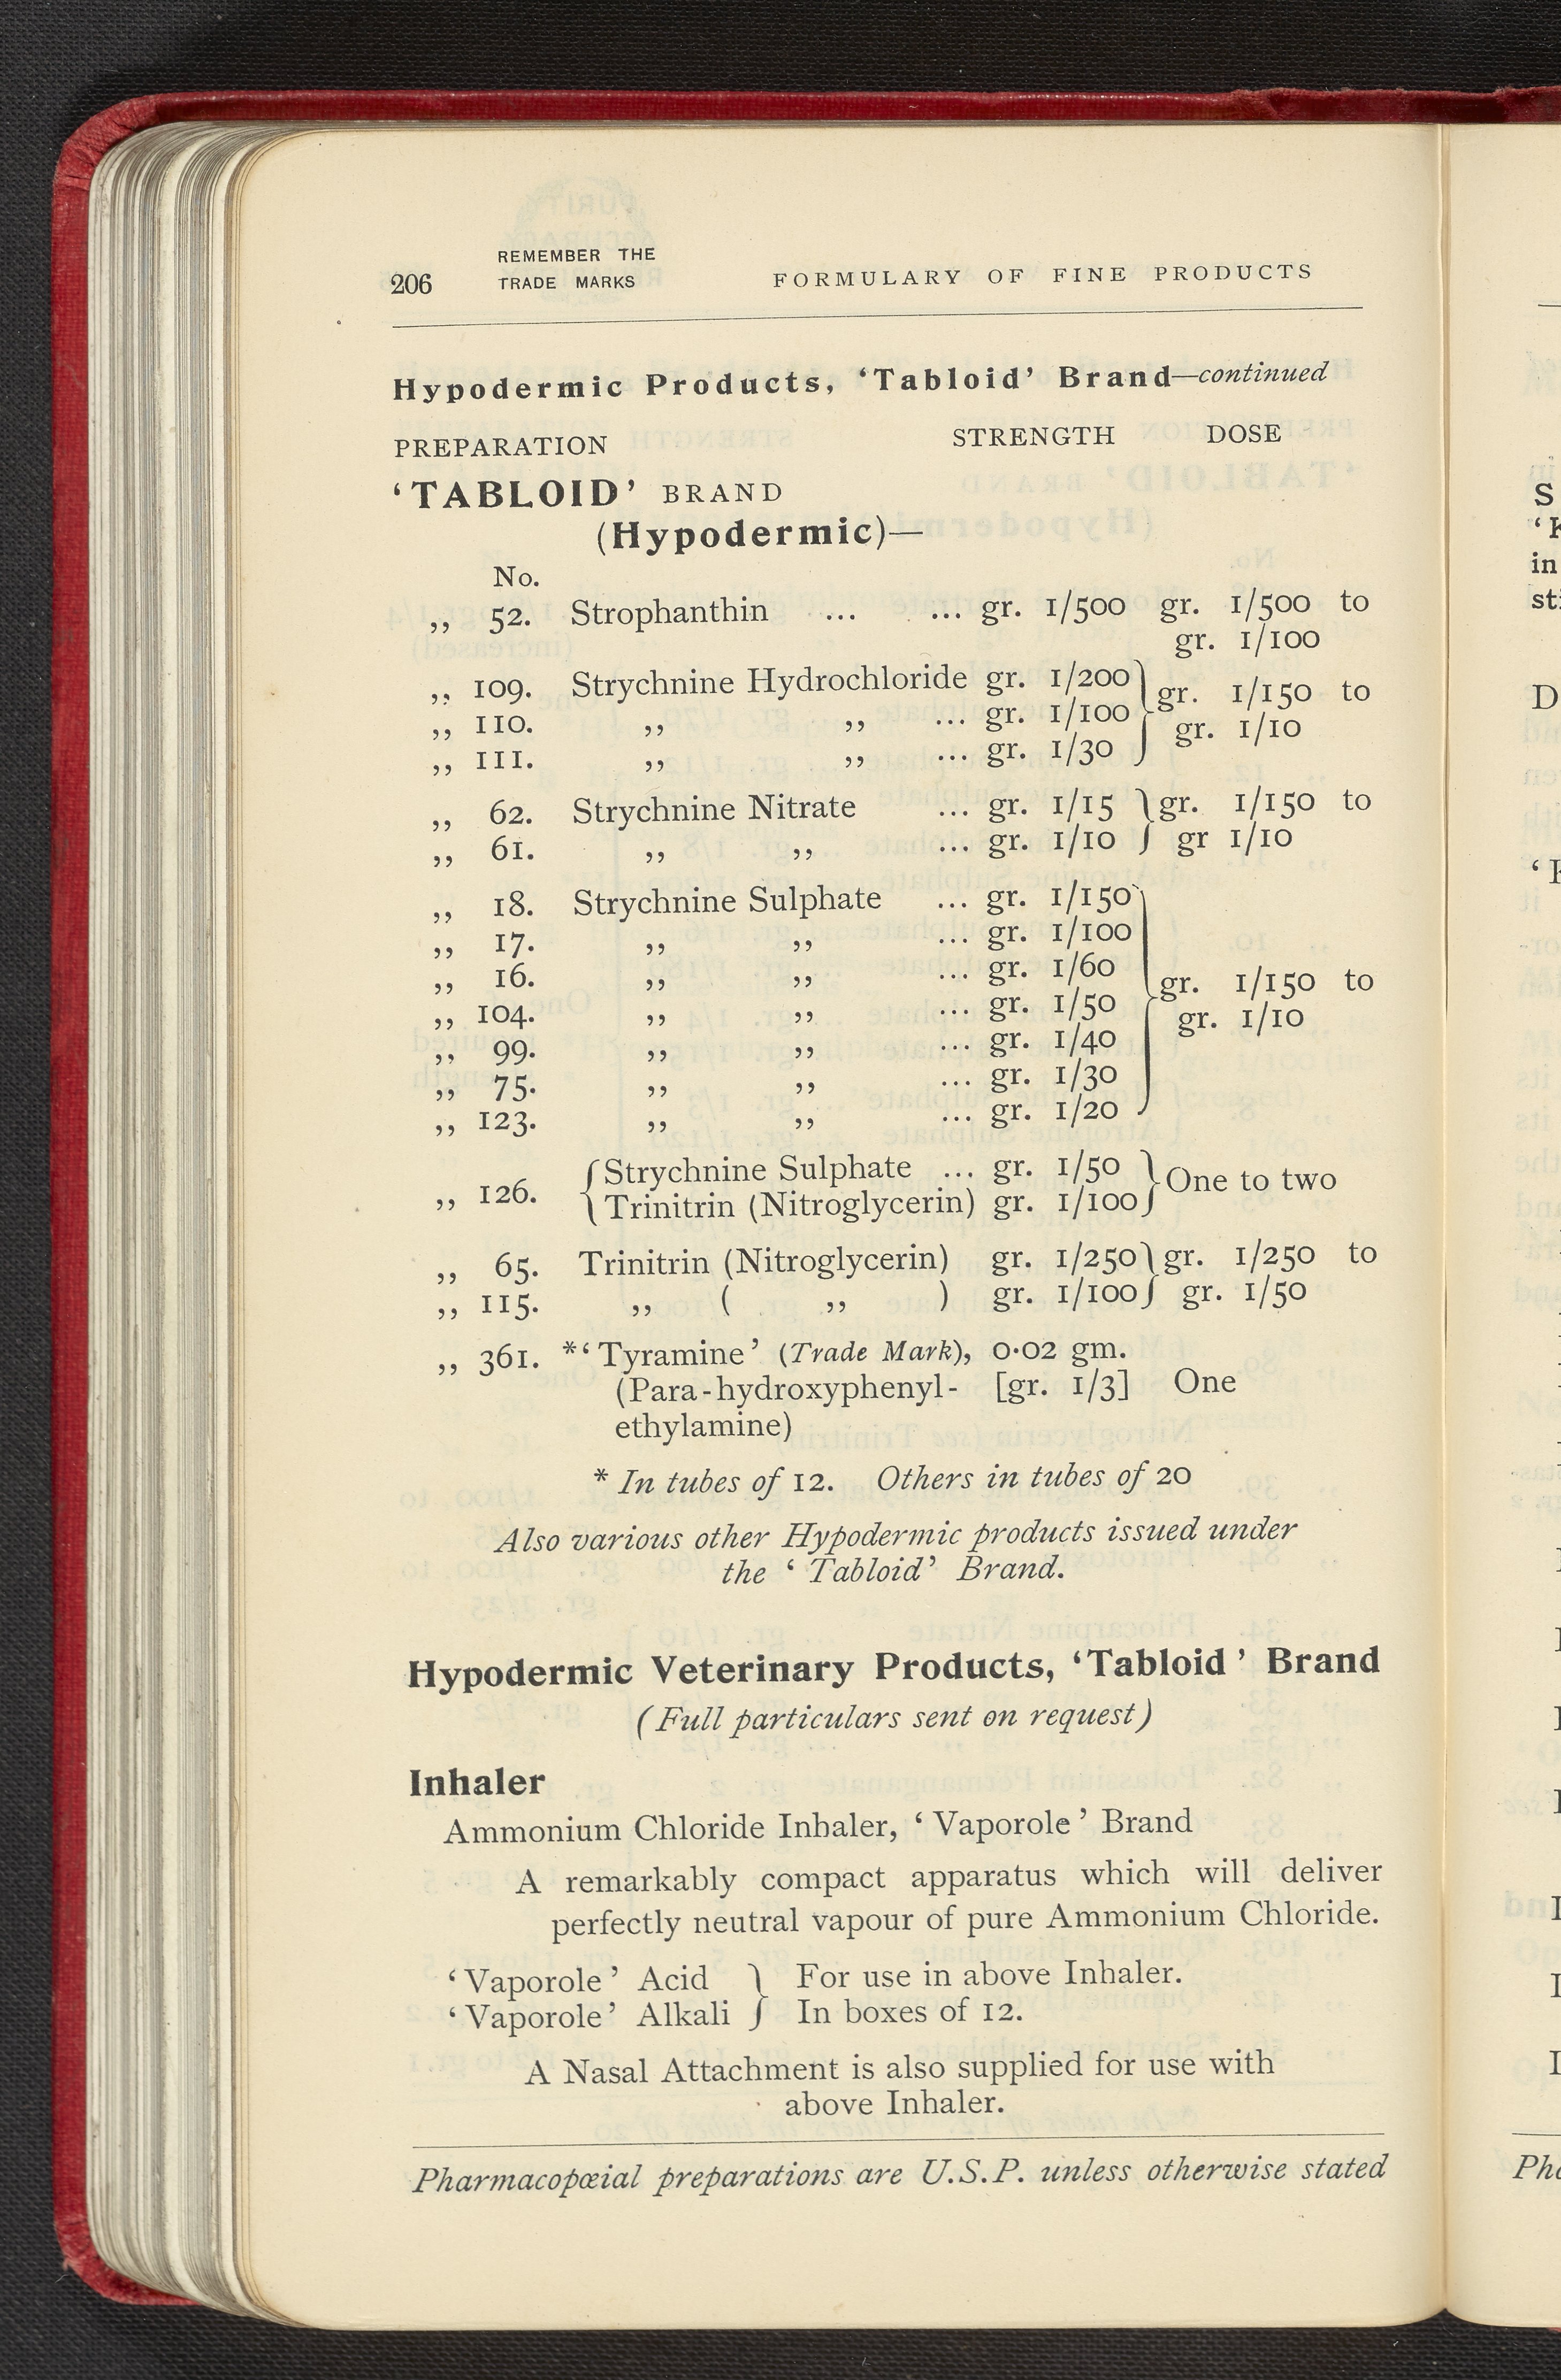 206 REMEMBER THE TRADE MARKS FORMULARY OF FINE PRODUCTS
Hypodermic Products, ‘Tabloid’ Brand—continued
PREPARATION STRENGTH DOSE
‘TABLOID’ BRAND
(Hypodermic)—
No.
,, 52. Strophanthin ... ... gr. 1/500 gr. 1/500 to
gr. 1/100
,, 109. Strychnine Hydrochloride gr. 1/200 } gr. 1/150 to
,, 110. ,, ,, ... gr. 1/100 gr. 1/10
,, 111. ,, ,, ... gr. 1/30
,, 62. Strychnine Nitrate ... gr. 1/15 } gr. 1/150 to
,, 61. ,, ,, ... gr. 1/10 gr 1/10
,, 18. Strychnine Sulphate ... gr. 1/150
,, 17. ,, ,, ... gr. 1/100
,, 16. ,, ,, ... gr. 1/60 } gr. 1/150 to
,, 104. ,, ,, ... gr. 1/50 gr. 1/10
,, 99. ,, ,, ... gr. 1/40
,, 75. ,, ,, ... gr. 1/30
,, 123. ,, ,, ... gr. 1/20
,, 126. { Strychnine Sulphate ... gr. 1/50 } One to two
Trinitrin (Nitroglycerin) gr. 1/100
,, 65. Trinitrin (Nitroglycerin) gr. 1/250 } gr. 1/250 to
,, 115. ,, ( ,, ) gr. 1/100 gr. 1/50
,, 361. *‘Tyramine’ (Trade Mark), 0·02 gm.
(Para-hydroxyphenyl- [gr. 1/3] One
ethylamine)
* In tubes of 12. Others in tubes of 20
Also various other Hypodermic products issued under
the ‘Tabloid’ Brand.
Hypodermic Veterinary Products, ‘Tabloid’ Brand
(Full particulars sent on request)
Inhaler
Ammonium Chloride Inhaler, ‘Vaporole’ Brand
A remarkably compact apparatus which will deliver
perfectly neutral vapour of pure Ammonium Chloride.
‘Vaporole’ Acid } For use in above Inhaler.
‘Vaporole’ Alkali In boxes of 12.
A Nasal Attachment is also supplied for use with
above Inhaler.
Pharmacopœial preparations are U.S.P. unless otherwise stated